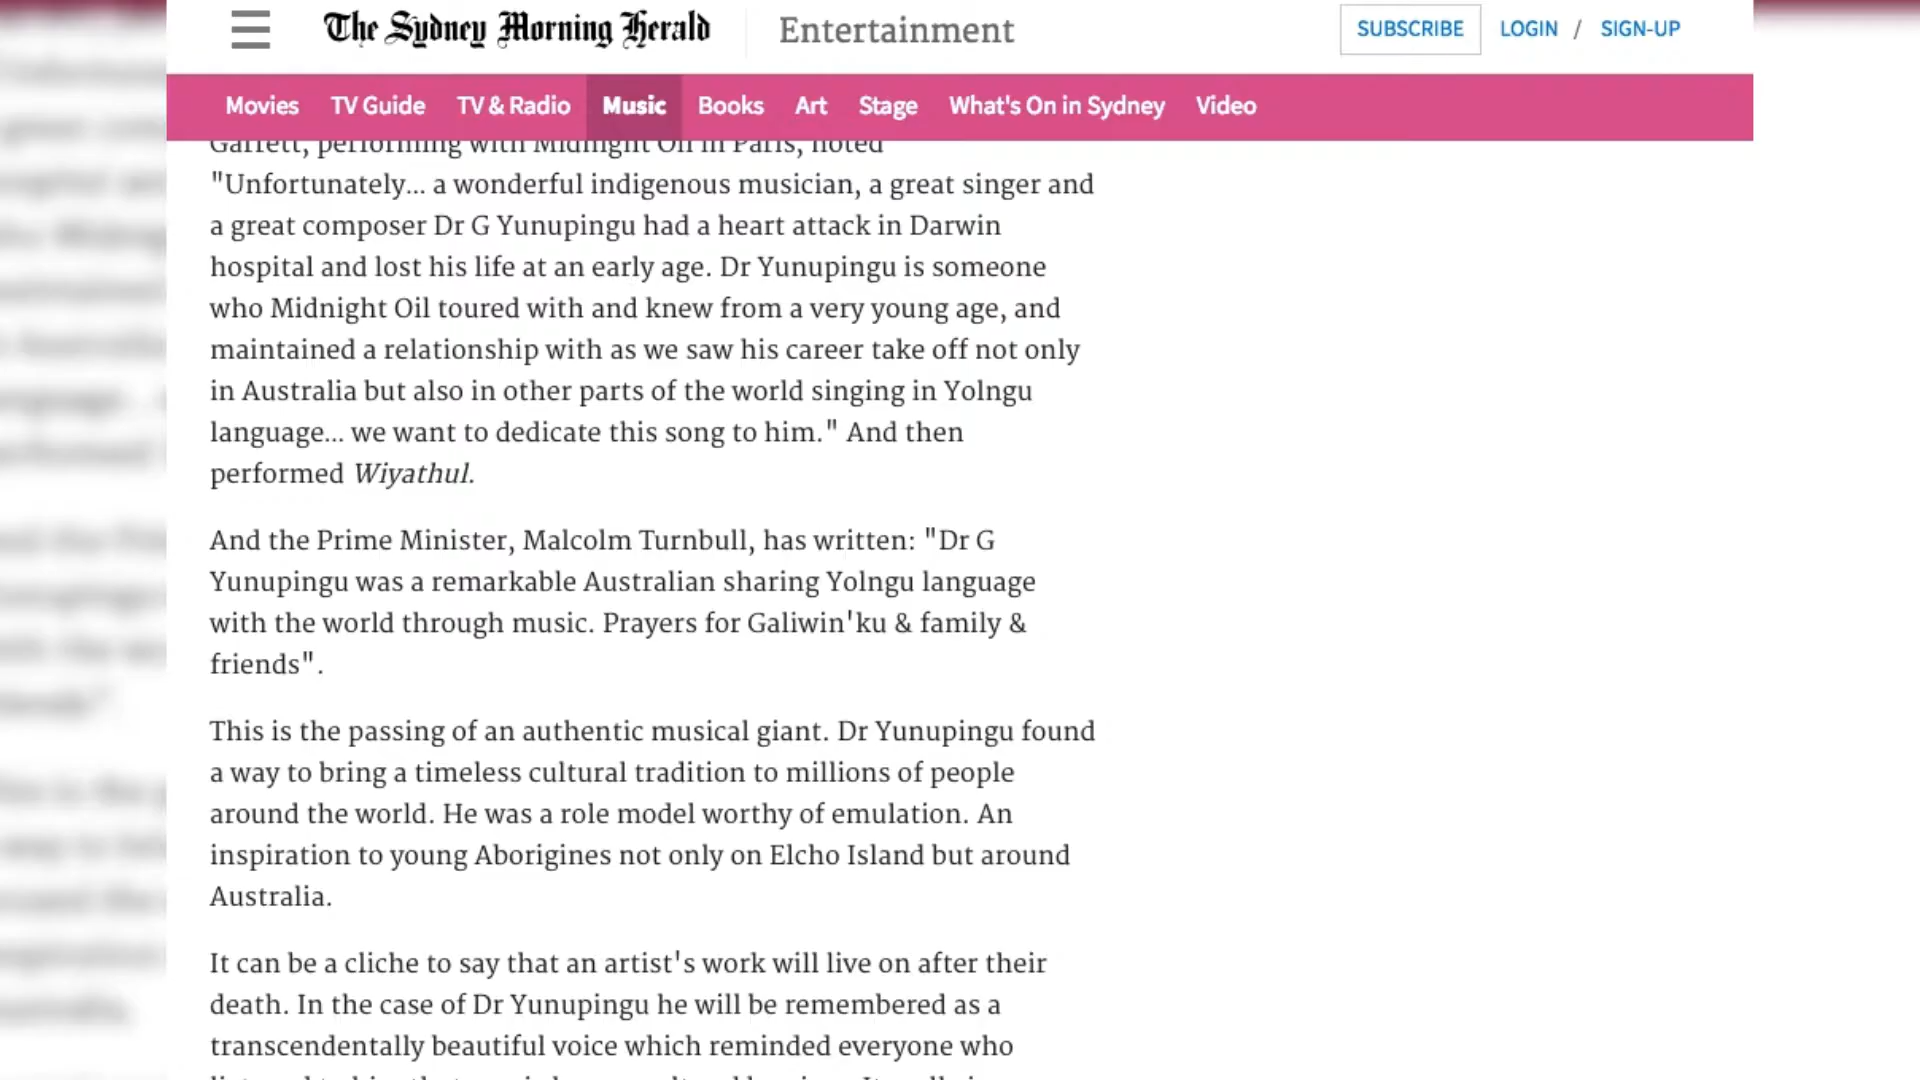 The Sydney Morning Herald
Entertainment
SUBSCRIBE LOGIN / SIGN-UP
Movies TV Guide TV & Radio Music Books Art Stage What's On in Sydney Video
Garrett, performing with Midnight Oil in Paris, noted
"Unfortunately... a wonderful indigenous musician, a great singer and
a great composer Dr G Yunupingu had a heart attack in Darwin
hospital and lost his life at an early age. Dr Yunupingu is someone
who Midnight Oil toured with and knew from a very young age, and
maintained a relationship with as we saw his career take off not only
in Australia but also in other parts of the world singing in Yolngu
language... we want to dedicate this song to him." And then
performed Wiyathul.
And the Prime Minister, Malcolm Turnbull, has written: "Dr G
Yunupingu was a remarkable Australian sharing Yolngu language
with the world through music. Prayers for Galiwin'ku & family &
friends".
This is the passing of an authentic musical giant. Dr Yunupingu found
a way to bring a timeless cultural tradition to millions of people
around the world. He was a role model worthy of emulation. An
inspiration to young Aborigines not only on Elcho Island but around
Australia.
It can be a cliche to say that an artist's work will live on after their
death. In the case of Dr Yunupingu he will be remembered as a
transcendentally beautiful voice which reminded everyone who